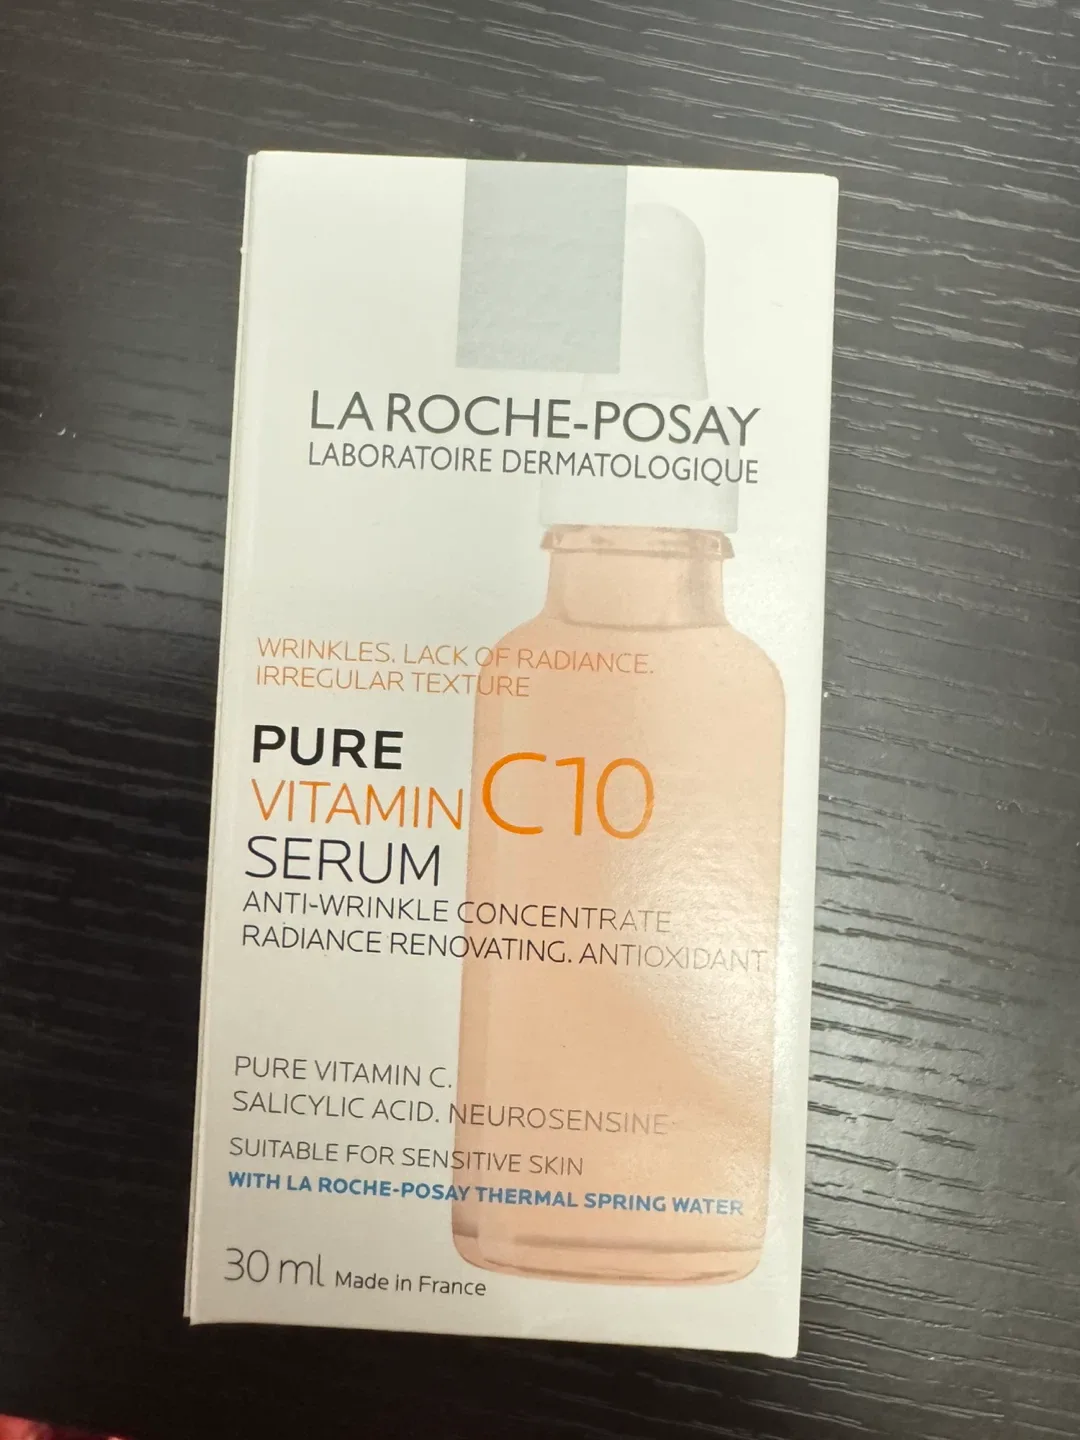 LA ROCHE-POSAY
LABORATOIRE DERMATOLOGIQUE
WRINKLES. LACK OF RADIANCE.
IRREGULAR TEXTURE
PURE
VITAMIN C10
SERUM
ANTI-WRINKLE CONCENTRATE
RADIANCE RENOVATING. ANTIOXIDANT
PURE VITAMIN C.
SALICYLIC ACID. NEUROSENSINE
SUITABLE FOR SENSITIVE SKIN
WITH LA ROCHE-POSAY THERMAL SPRING WATER
30 ml Made in France